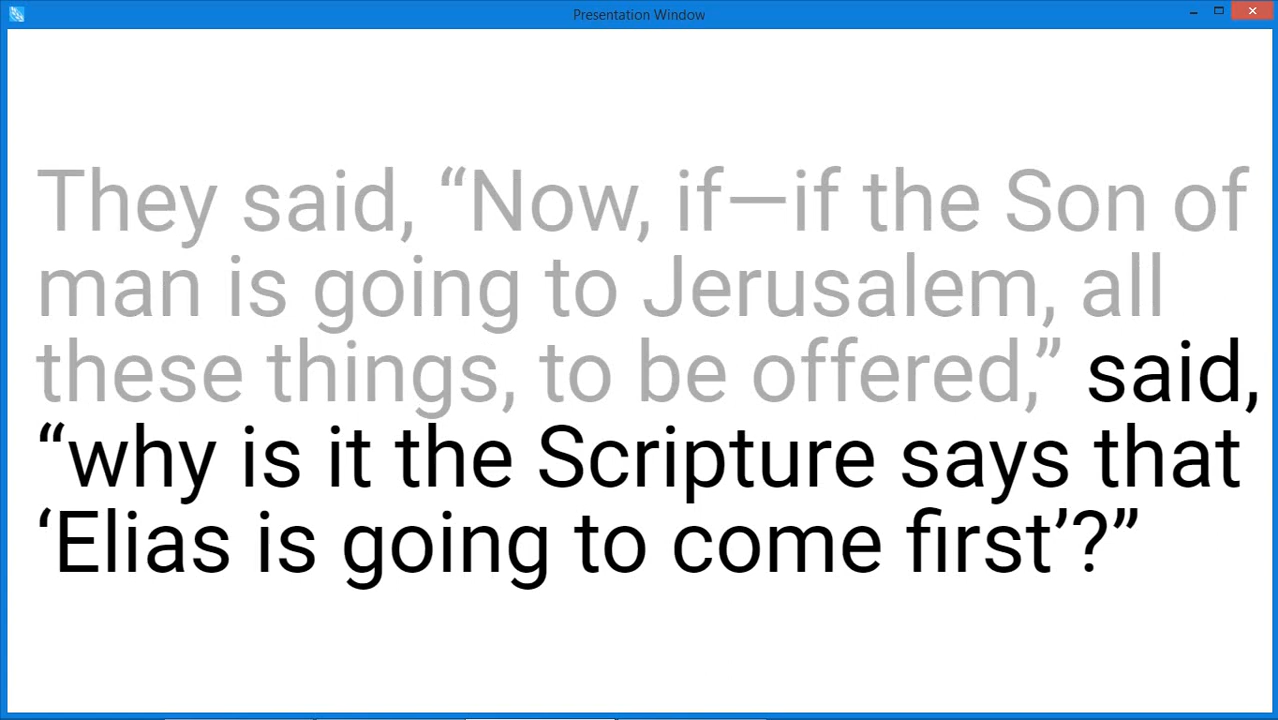 Presentation Window
They said, “Now, if—if the Son of
man is going to Jerusalem, all
these things, to be offered,” said,
“why is it the Scripture says that
‘Elias is going to come first’?”